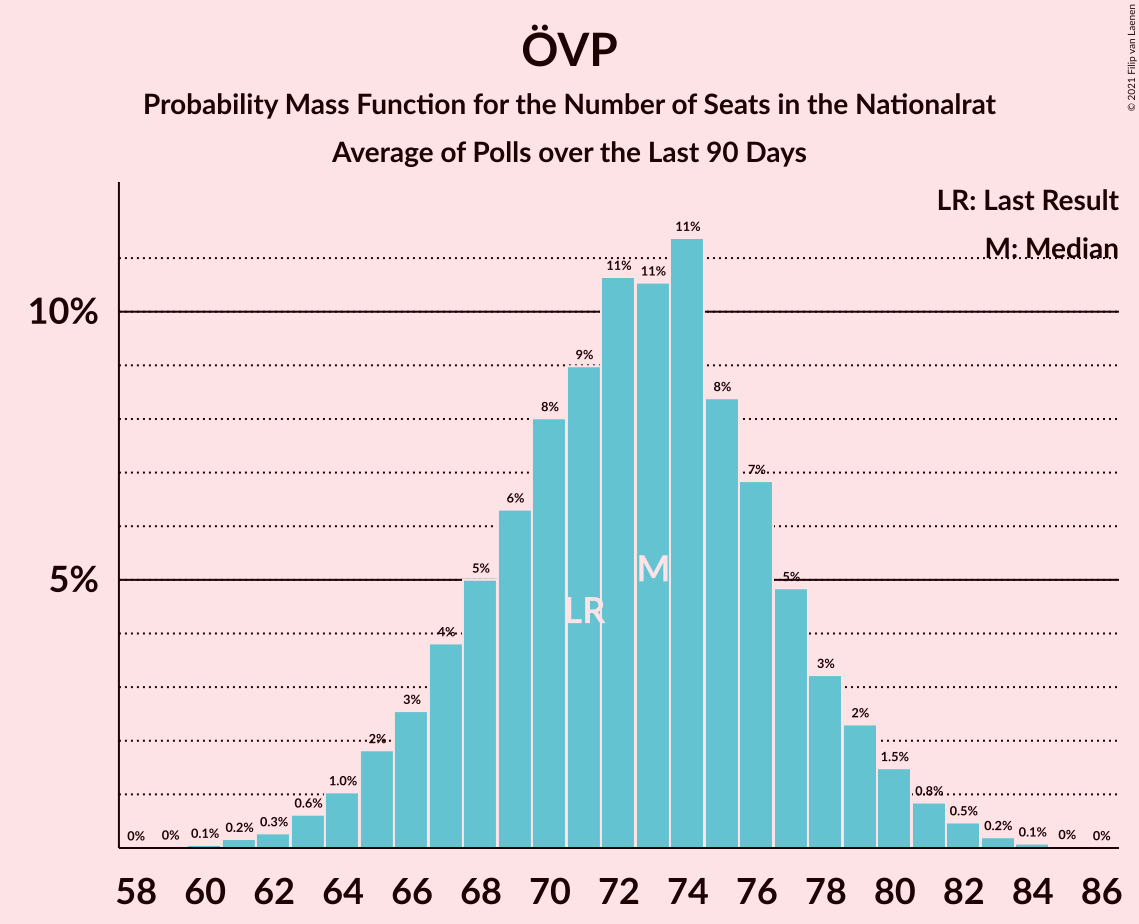 ÖVP
Probability Mass Function for the Number of Seats in the Nationalrat
Average of Polls over the Last 90 Days
© 2021 Filip van Laenen
LR: Last Result
M: Median
10%
5%
0% 0% 0.1% 0.2% 0.3% 0.6% 1.0% 2% 3% 4% 5% 6% 8% 9% 11% 11% 11% 8% 7% 5% 3% 2% 1.5% 0.8% 0.5% 0.2% 0.1% 0% 0%
M
LR
58 60 62 64 66 68 70 72 74 76 78 80 82 84 86